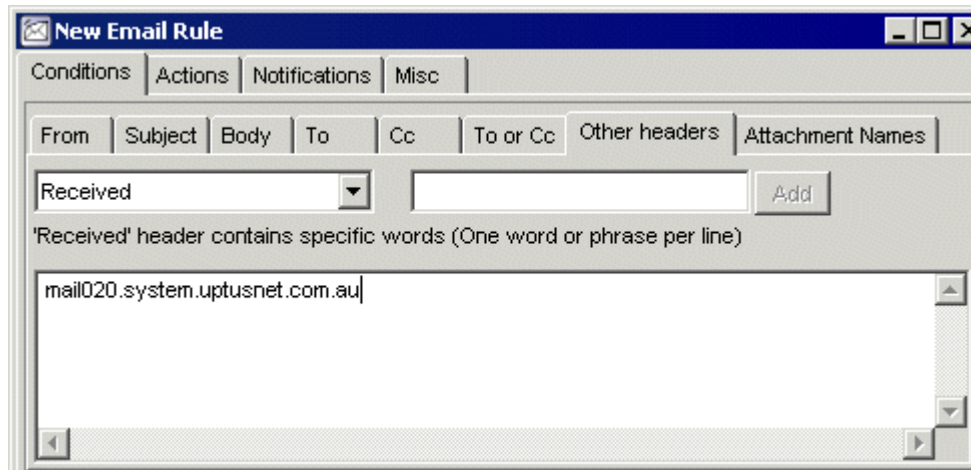 New Email Rule
Conditions Actions Notifications Misc
From Subject Body To Cc To or Cc Other headers Attachment Names
Received Add
'Received' header contains specific words (One word or phrase per line)
mail020.system.uptusnet.com.au